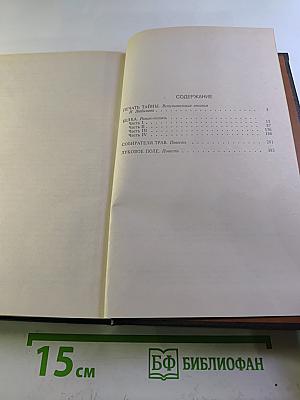 СОДЕРЖАНИЕ
ПЕЧАТЬ ТАЙНЫ. Вступительная статья
БЕЛКА. Роман-сказка
Часть I
Часть II
Часть III
Часть IV
СОБИРАТЕЛИ ТРАВ. Повесть
ЛУКОВОЕ ПОЛЕ. Повесть
15 см
БФ БИБЛИОФАН